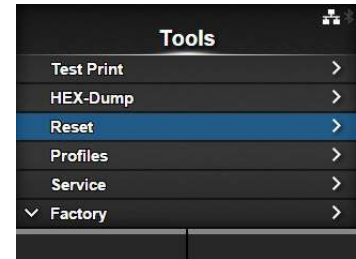 Tools
Test Print
HEX-Dump
Reset
Profiles
Service
Factory